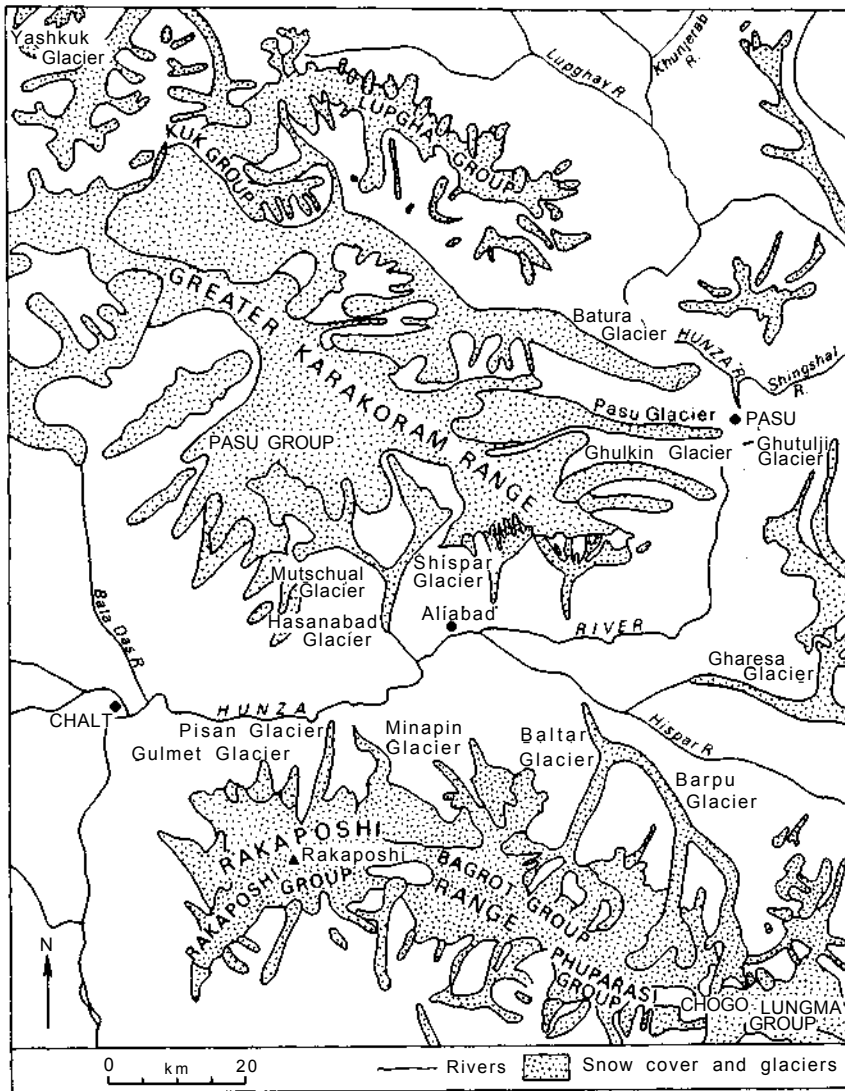 Yashkuk
Glacier
Lupghay R
Khunjerab
R.
LUPGHA GROUP
KUK GROUP
GREATER KARAKORAM RANGE
Batura
Glacier
HUNZA R
Shingshal
R.
Pasu Glacier
PASU
Ghutulji
Glacier
PASU GROUP
Ghulkin Glacier
Mutschual
Glacier
Shispar
Glacier
Hasanabad
Glacier
Aliabad
RIVER
Bala Das R.
Gharesa
Glacier
CHALT
HUNZA
Hispar R
Pisan Glacier
Gulmet Glacier
Minapin
Glacier
Baltar
Glacier
Barpu
Glacier
RAKAPOSHI
Rakaposhi
RAKAPOSHI
GROUP
BAGROT GROUP
RANGE
PHUPARASI
GROUP
CHOGO LUNGMA
GROUP
N
0 km 20
Rivers
Snow cover and glaciers